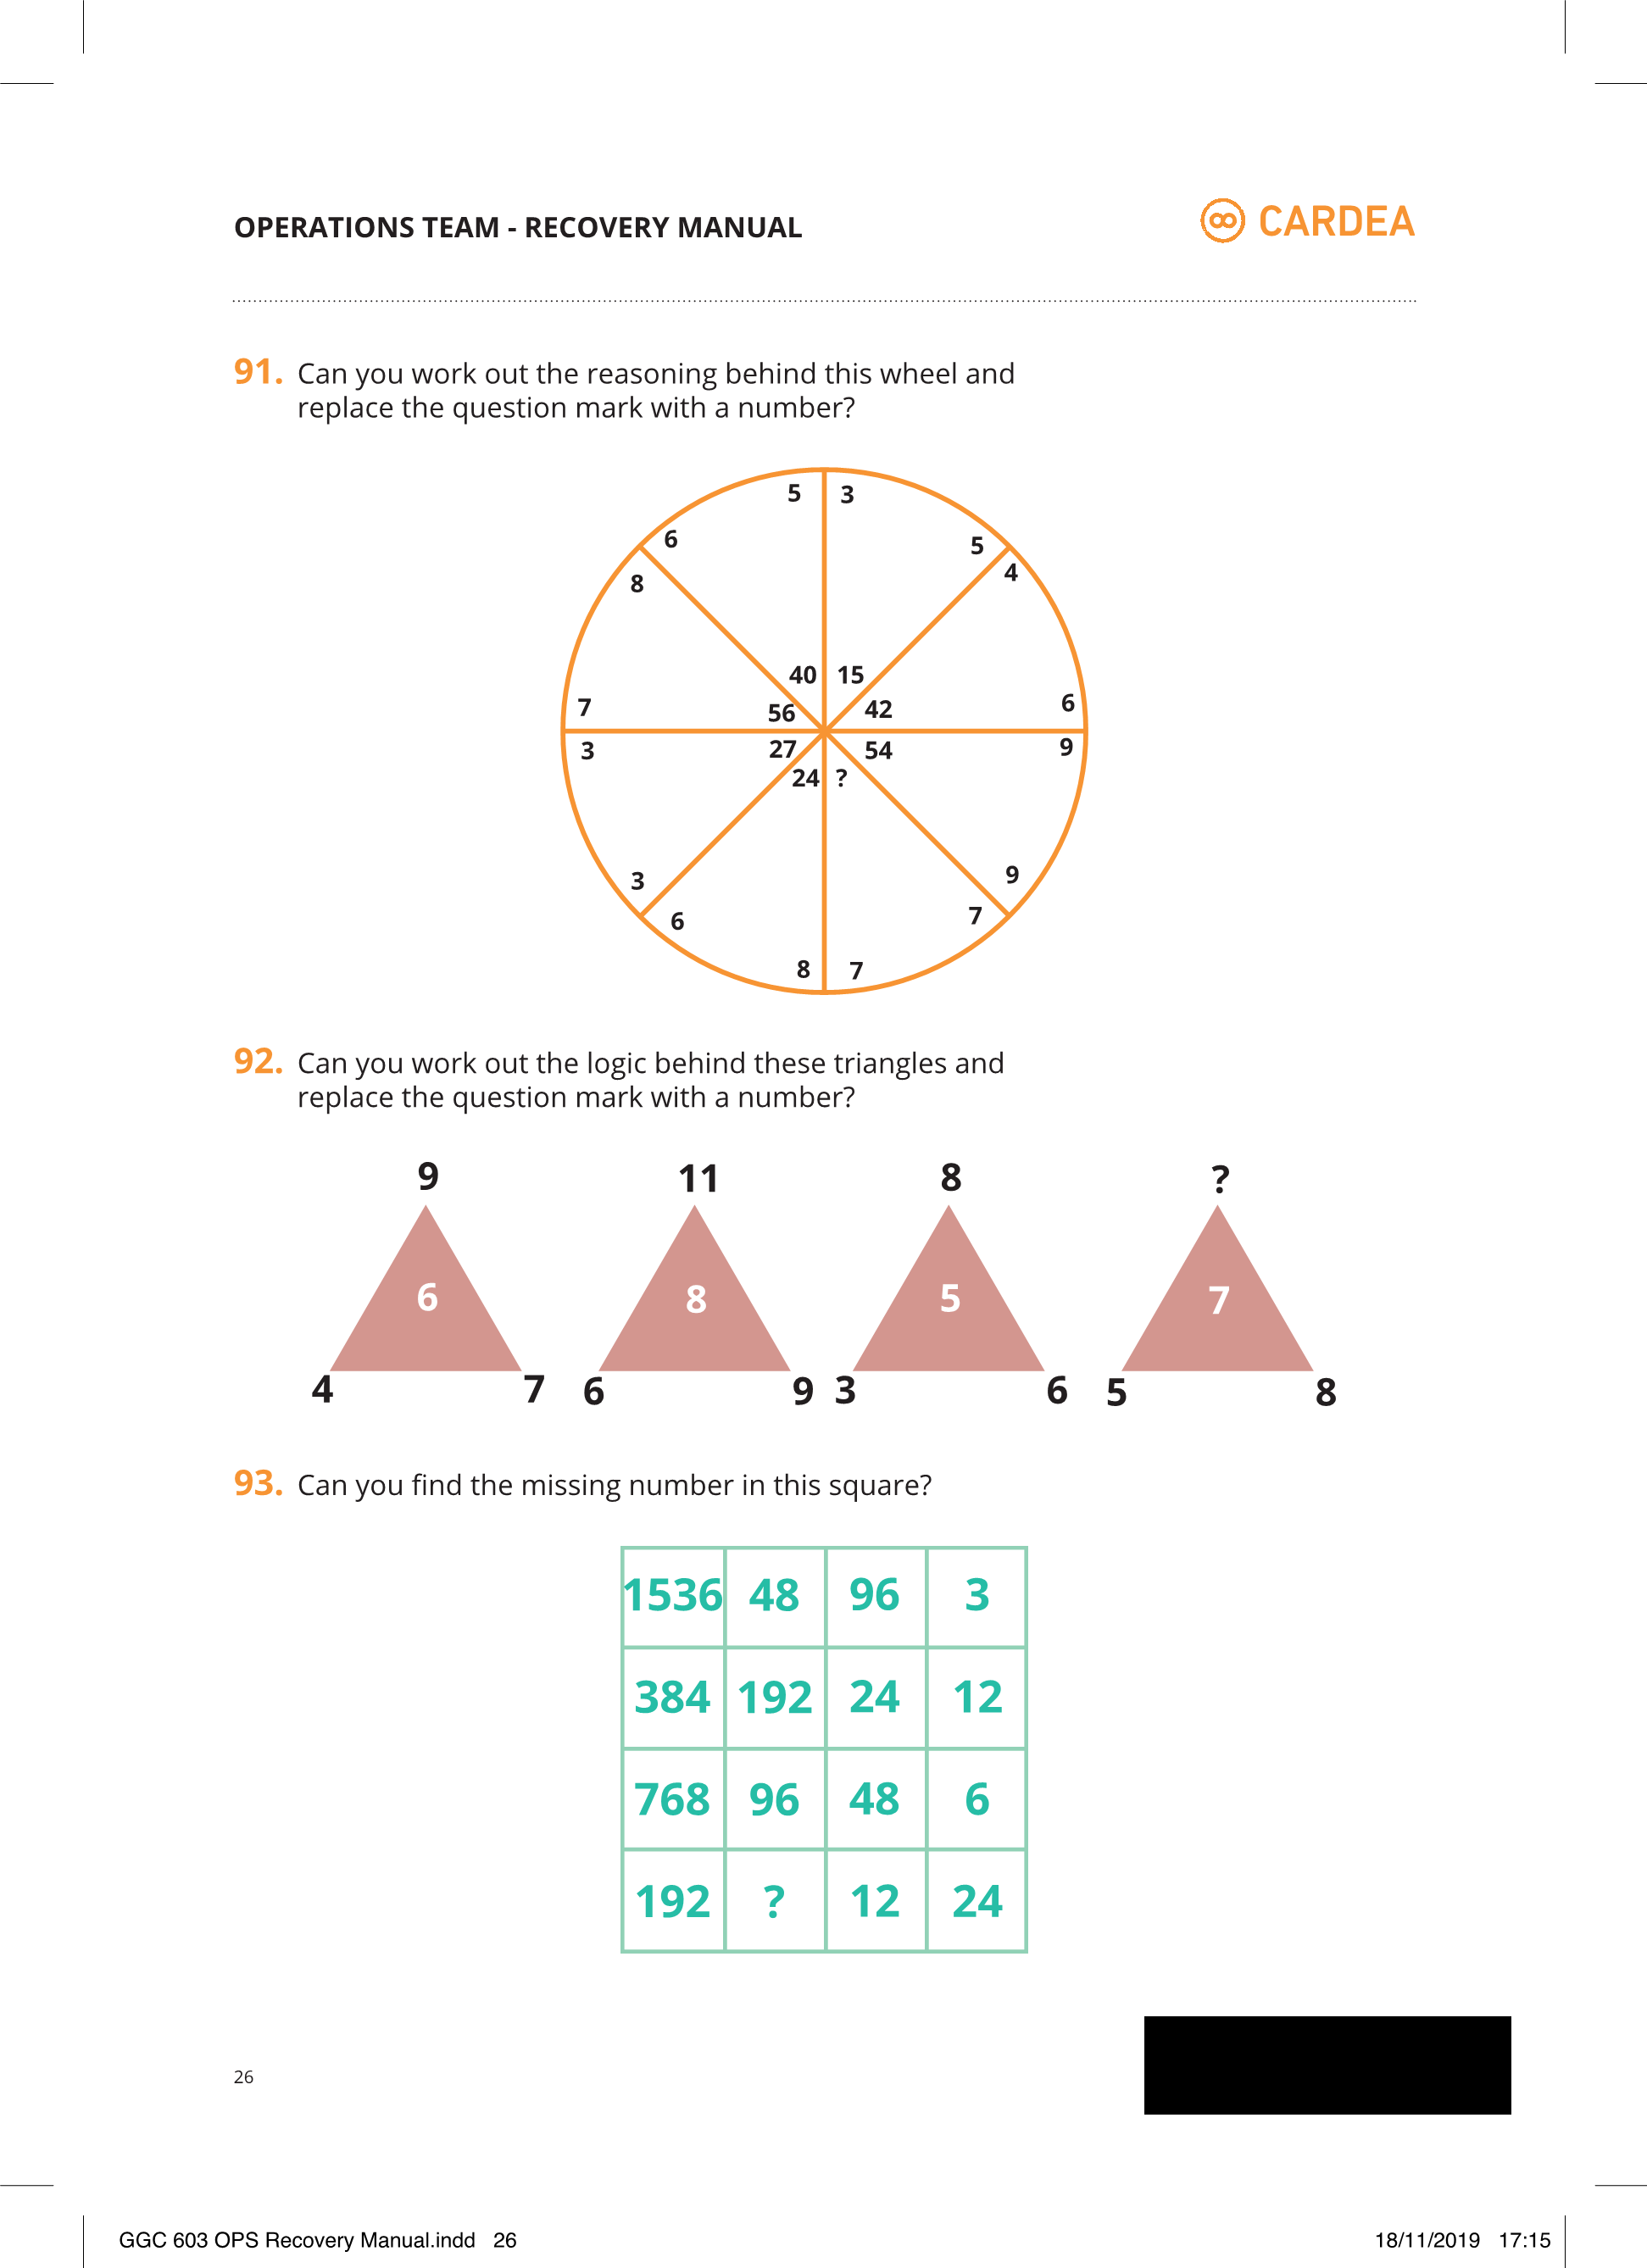 OPERATIONS TEAM - RECOVERY MANUAL
CARDEA
91. Can you work out the reasoning behind this wheel and
replace the question mark with a number?
5 3
6 5
8 4
40 15
7 56 42 6
3 27 54 9
24 ?
3 9
6 7
8 7
92. Can you work out the logic behind these triangles and
replace the question mark with a number?
9 11 8 ?
6 8 5 7
4 7 6 9 3 6 5 8
93. Can you find the missing number in this square?
1536 48 96 3
384 192 24 12
768 96 48 6
192 ? 12 24
26
GGC 603 OPS Recovery Manual.indd 26
18/11/2019 17:15